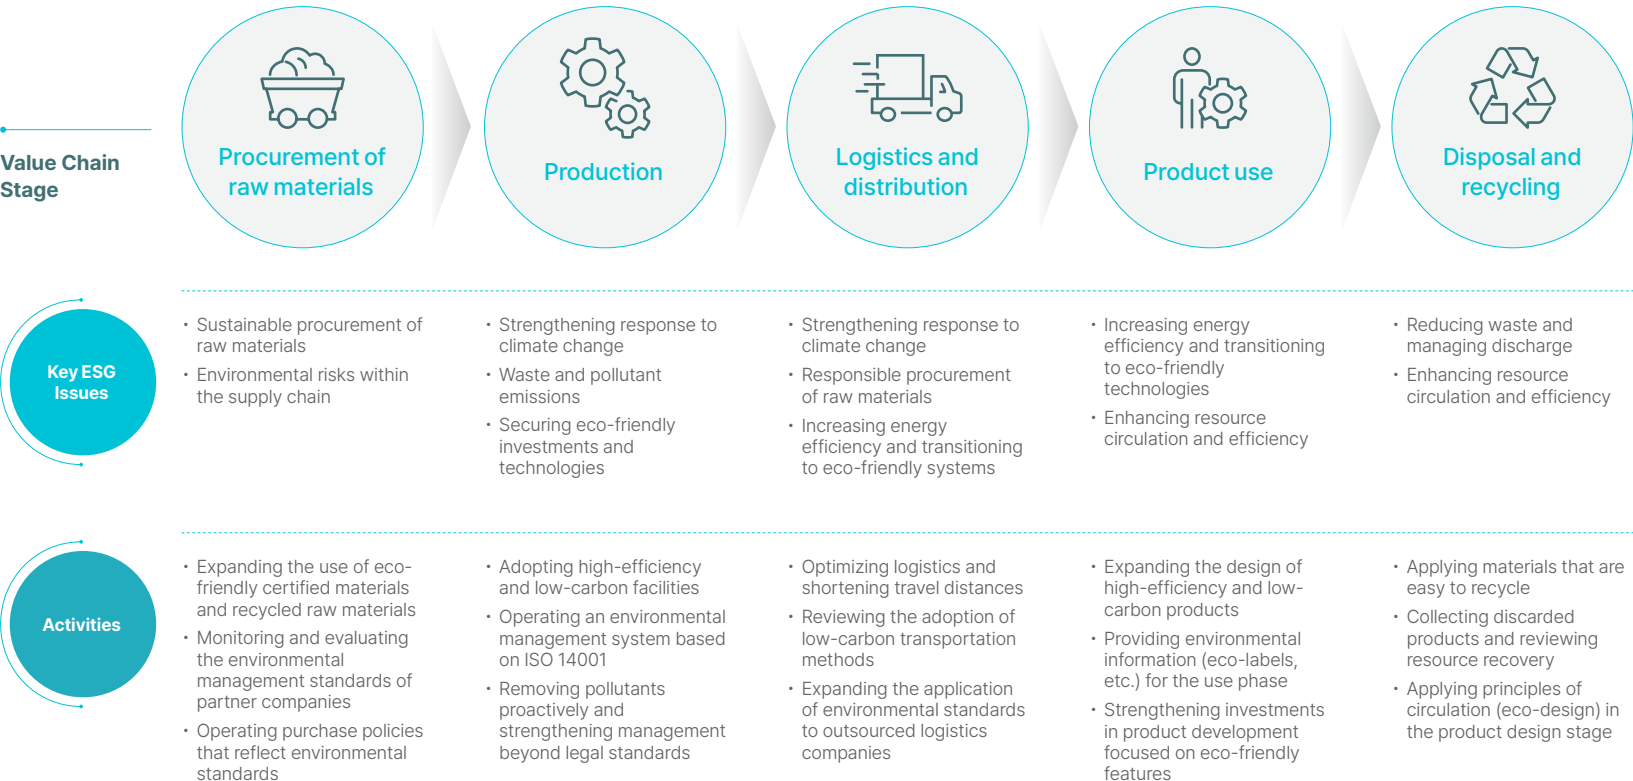 Value Chain
Stage
Procurement of
raw materials
Production
Logistics and
distribution
Product use
Disposal and
recycling
Key ESG
Issues
• Sustainable procurement of
raw materials
• Environmental risks within
the supply chain
• Strengthening response to
climate change
• Waste and pollutant
emissions
• Securing eco-friendly
investments and
technologies
• Strengthening response to
climate change
• Responsible procurement
of raw materials
• Increasing energy
efficiency and transitioning
to eco-friendly systems
• Increasing energy
efficiency and transitioning
to eco-friendly
technologies
• Enhancing resource
circulation and efficiency
• Reducing waste and
managing discharge
• Enhancing resource
circulation and efficiency
Activities
• Expanding the use of eco-
friendly certified materials
and recycled raw materials
• Monitoring and evaluating
the environmental
management standards of
partner companies
• Operating purchase policies
that reflect environmental
standards
• Adopting high-efficiency
and low-carbon facilities
• Operating an environmental
management system based
on ISO 14001
• Removing pollutants
proactively and
strengthening management
beyond legal standards
• Optimizing logistics and
shortening travel distances
• Reviewing the adoption of
low-carbon transportation
methods
• Expanding the application
of environmental standards
to outsourced logistics
companies
• Expanding the design of
high-efficiency and low-
carbon products
• Providing environmental
information (eco-labels,
etc.) for the use phase
• Strengthening investments
in product development
focused on eco-friendly
features
• Applying materials that are
easy to recycle
• Collecting discarded
products and reviewing
resource recovery
• Applying principles of
circulation (eco-design) in
the product design stage